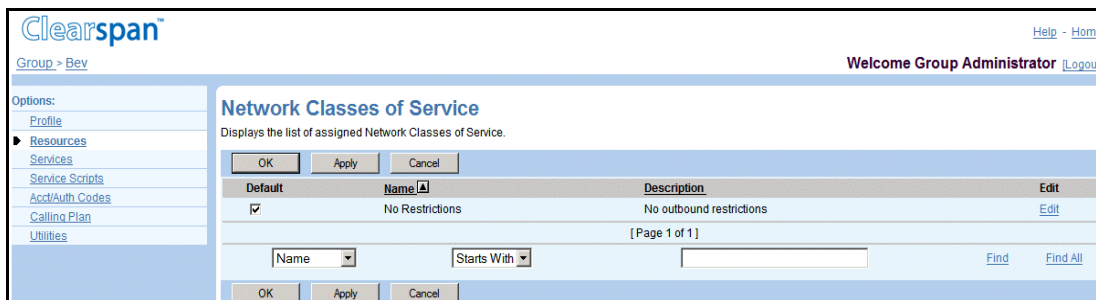 Clearspan™
Help - Hom
Group > Bev
Welcome Group Administrator [Logou
Options:
Profile
Resources
Services
Service Scripts
Acct/Auth Codes
Calling Plan
Utilities
Network Classes of Service
Displays the list of assigned Network Classes of Service.
OK Apply Cancel
Default Name Description Edit
No Restrictions No outbound restrictions Edit
[ Page 1 of 1 ]
Name Starts With Find Find All
OK Apply Cancel